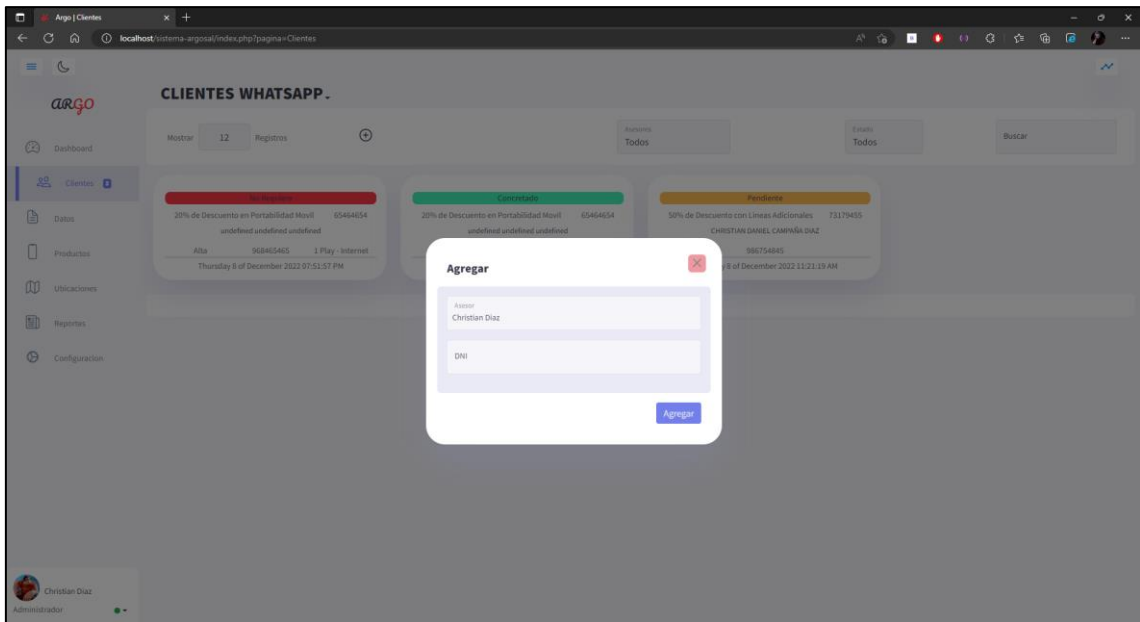 Argo | Clientes
localhost/sistema-argosal/index.php?pagina=Clientes
ARGO
CLIENTES WHATSAPP
Mostrar 12 Registros
Todos
Estado
Todos
Buscar
Dashboard
Clientes
Datos
Productos
Ubicaciones
Reportes
Configuracion
20% de Descuento en Portabilidad Movil 65464654
undefined undefined undefined
Alta 968465465 1 Play - Internet
Thursday 8 of December 2022 07:51:57 PM
Concretado
20% de Descuento en Portabilidad Movil 65464654
undefined undefined undefined
Pendiente
50% de Descuento con Lineas Adicionales 73179455
CHRISTIAN DANIEL CAMPAÑA DIAZ
986754845
8 of December 2022 11:21:19 AM
Agregar
Asesor
Christian Diaz
DNI
Agregar
Christian Diaz
Administrador